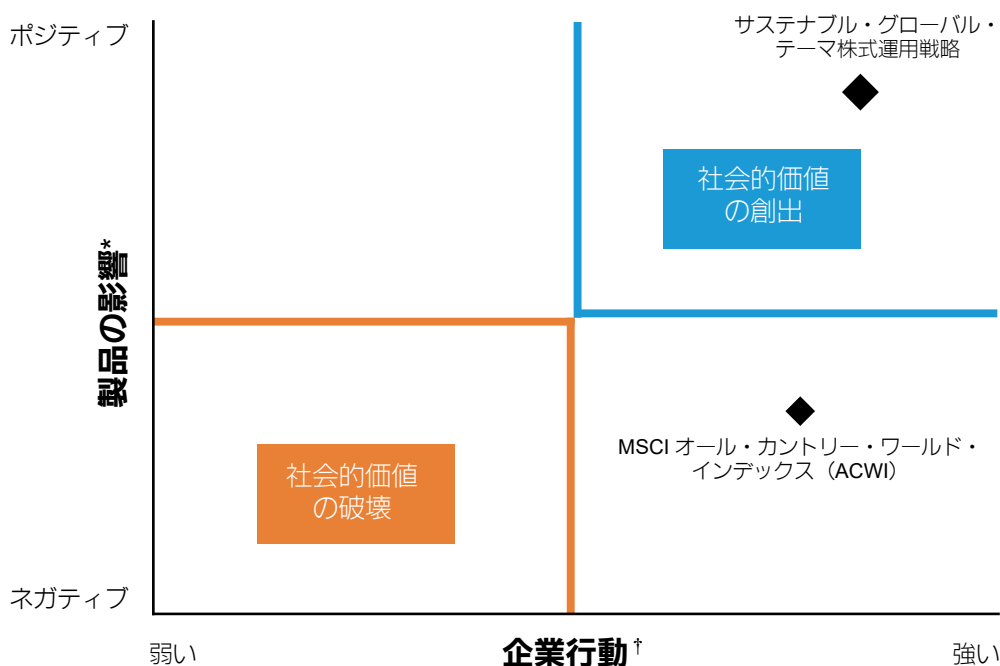 ポジティブ
サステナブル・グローバル・
テーマ株式運用戦略
社会的価値
の創出
製品の影響*
MSCI オール・カントリー・ワールド・
インデックス（ACWI）
社会的価値
の破壊
ネガティブ
弱い
企業行動†
強い